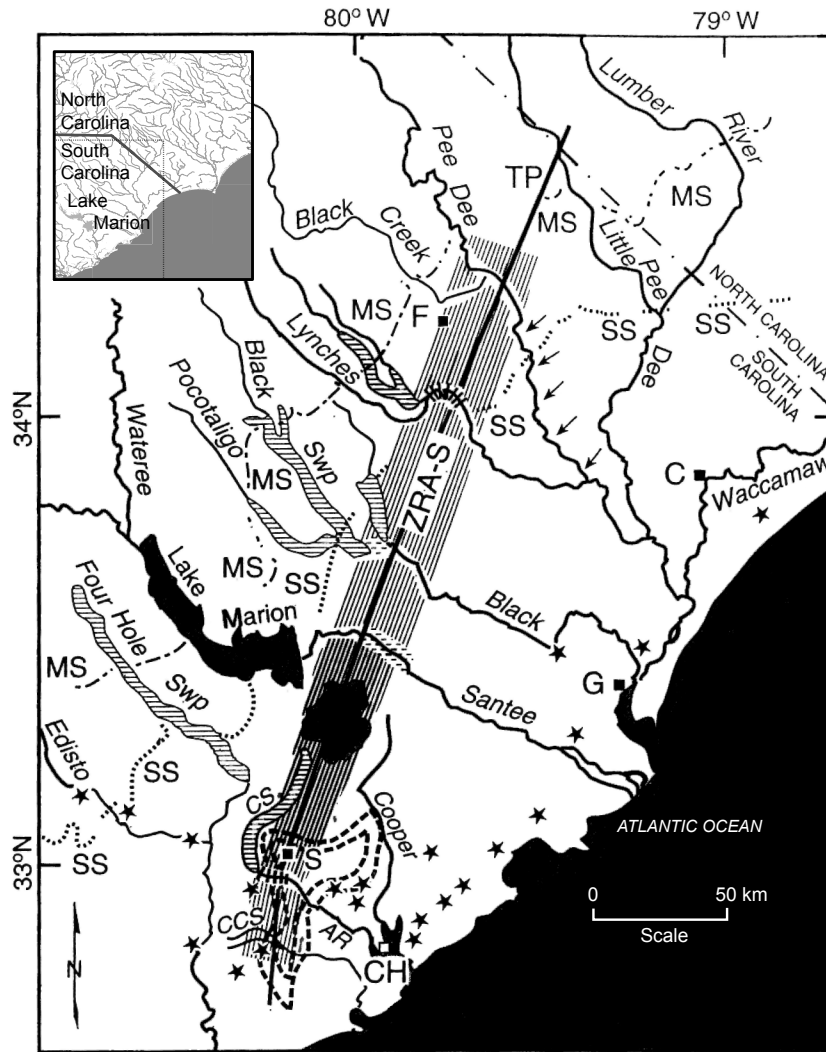 80° W
79° W
North
Carolina
South
Carolina
Lake
Marion
Lumber
River
Pee
Dee
TP
MS
MS
Black
Creek
Little
Pee
Dee
NORTH CAROLINA
SOUTH
CAROLINA
MS
F
SS
SS
Lynches
34°N
Black
Swp
Pocotaligo
Wateree
MS
SS
ZRA-S
C
Waccamaw
MS
SS
Lake
Marion
Four
Hole
Swp
MS
Black
G
Santee
Edisto
SS
CS
Cooper
ATLANTIC OCEAN
33°N
SS
S
0
50 km
Scale
CCS
AR
N
CH